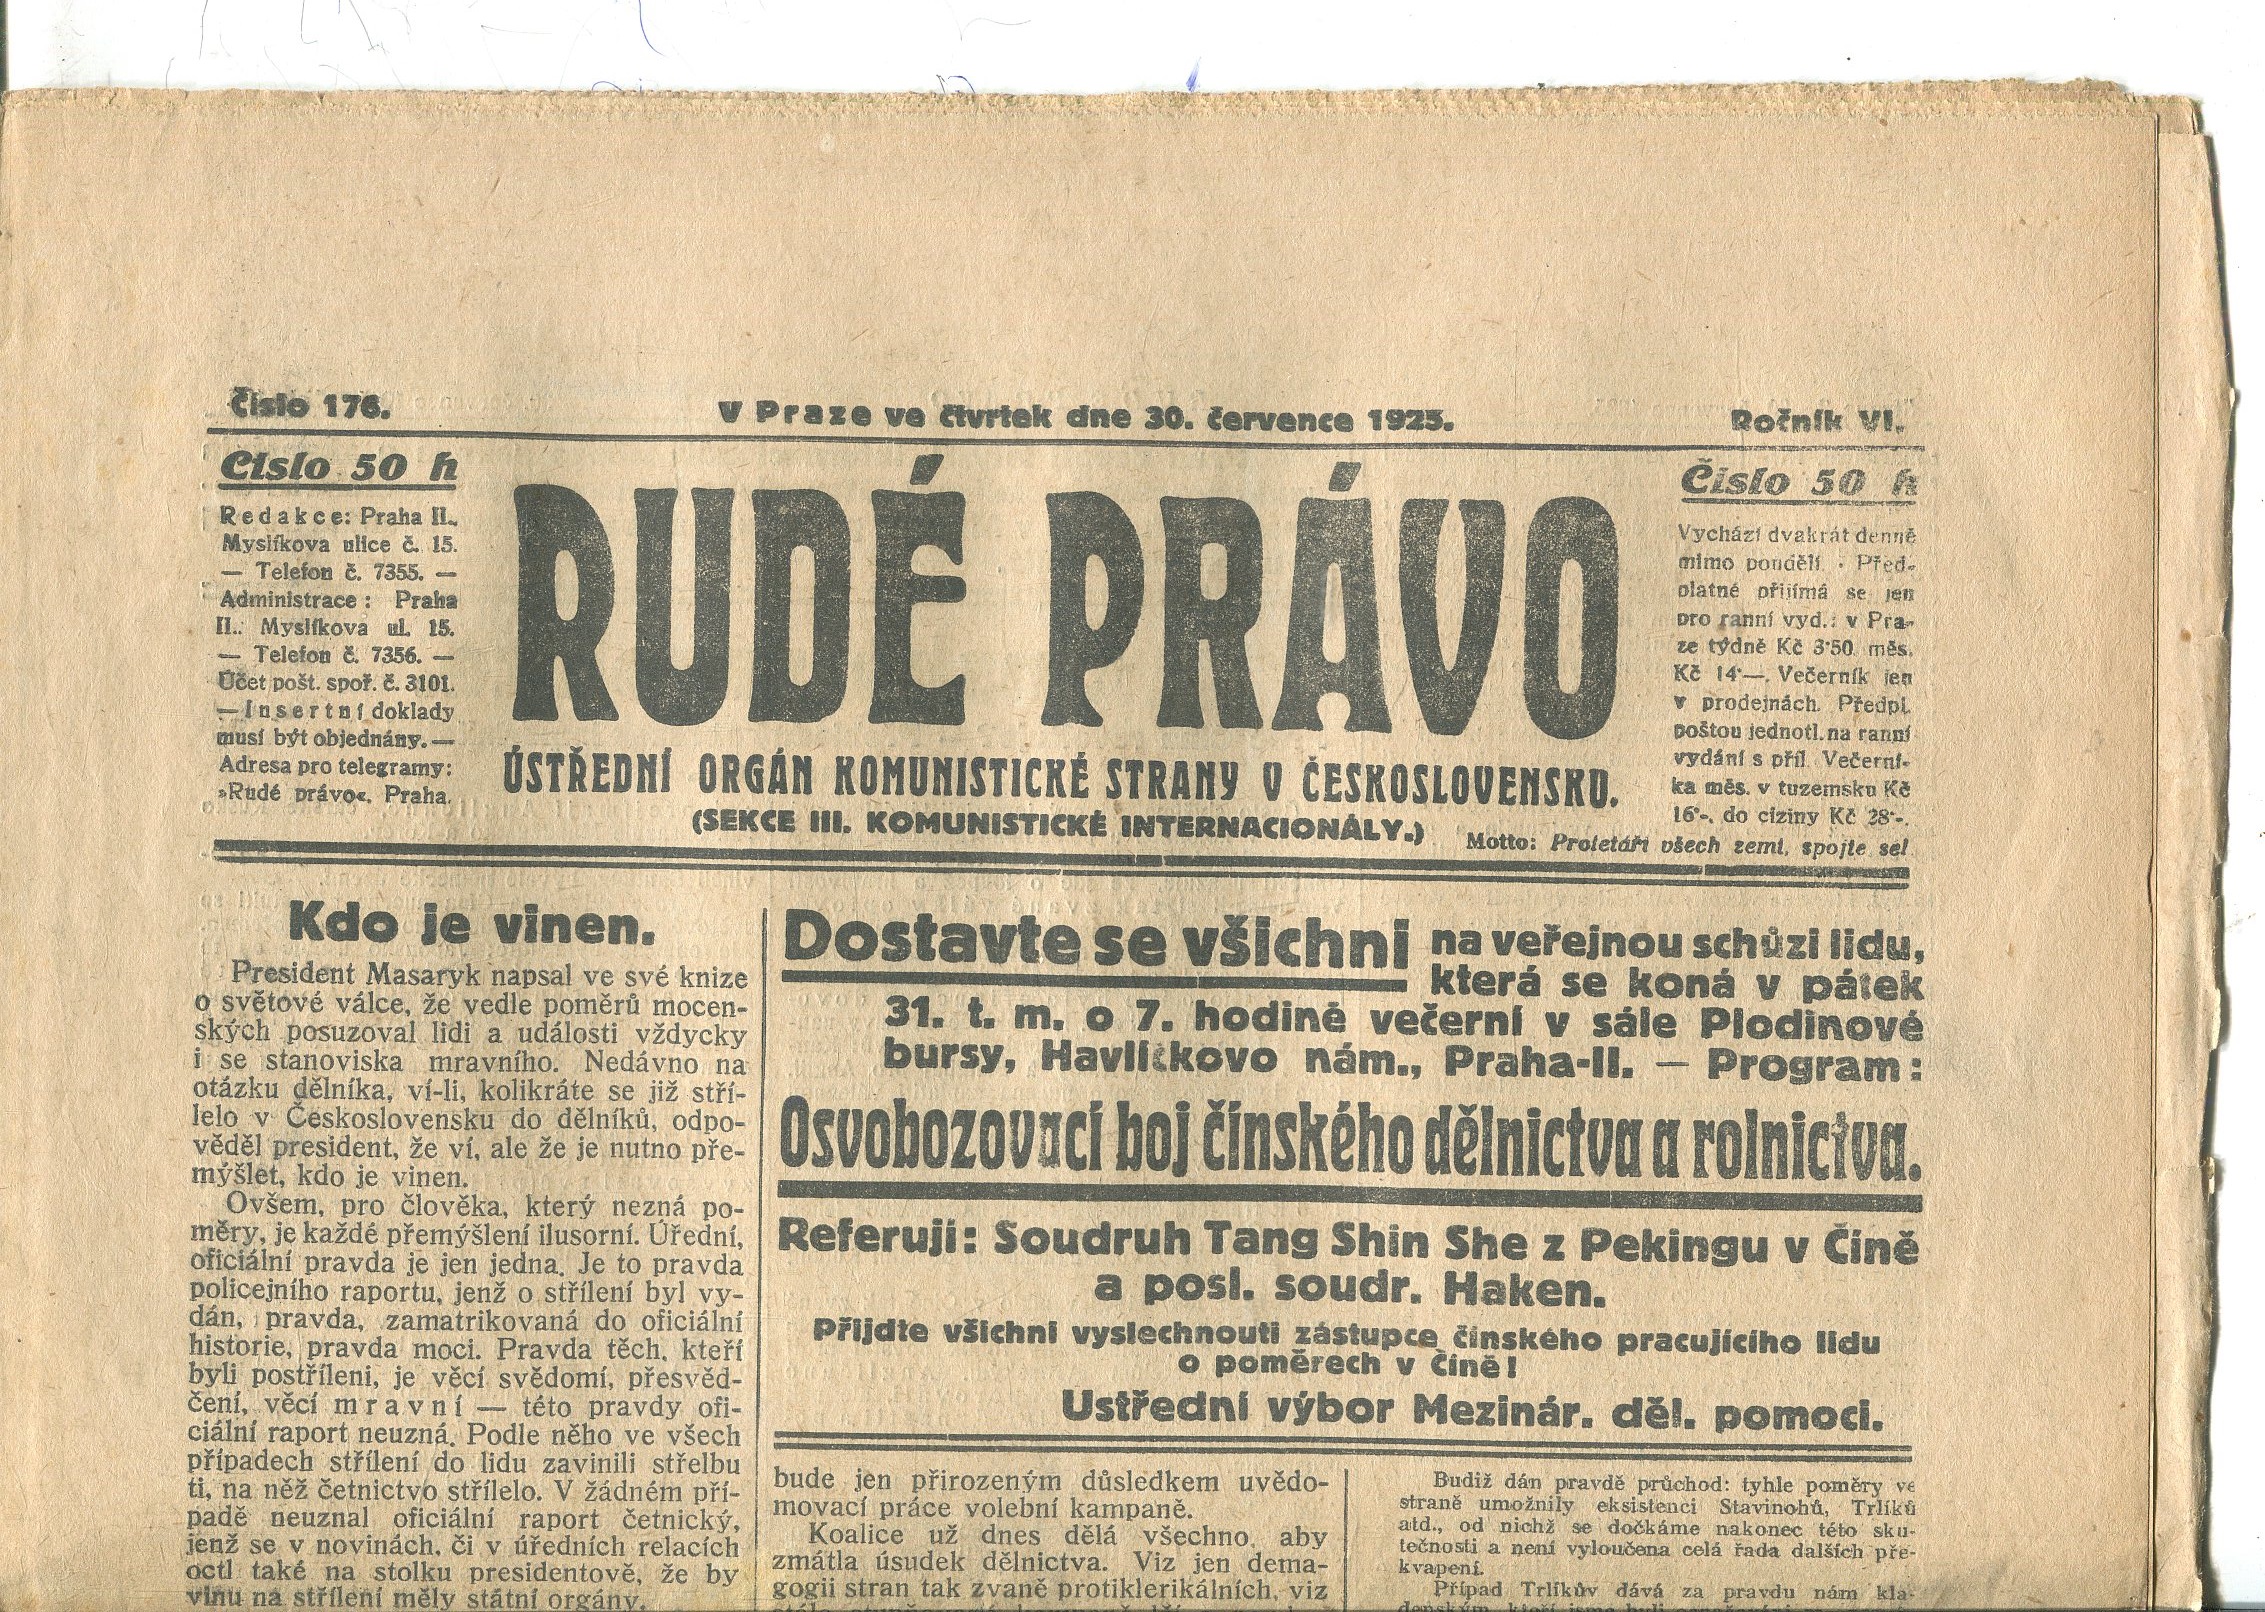 Číslo 176.
V Praze ve čtvrtek dne 30. července 1925.
Ročník VI.
Číslo 50 h
Redakce: Praha II.,
Myslíkova ulice č. 15.
— Telefon č. 7355. —
Administrace: Praha
II.: Myslíkova ul. 15.
— Telefon č. 7356. —
Účet pošt. spoř. č. 3101.
— Insertní doklady
musí být objednány. —
Adresa pro telegramy:
»Rudé právo«, Praha.
RUDÉ PRÁVO
ÚSTŘEDNÍ ORGÁN KOMUNISTICKÉ STRANY V ČESKOSLOVENSKU.
(SEKCE III. KOMUNISTICKÉ INTERNACIONÁLY.)
Číslo 50 h
Vychází dvakrát denně
mimo pondělí. · Před-
platné přijímá se jen
pro ranní vyd.: v Pra-
ze týdně Kč 3·50, měs.
Kč 14·—. Večerník jen
v prodejnách. Předpl.
poštou jednotl. na ranní
vydání s příl. Večerní-
ka měs. v tuzemsku Kč
16·-, do ciziny Kč 28·-.
Motto: Proletáři všech zemí, spojte se!
Kdo je vinen.
President Masaryk napsal ve své knize
o světové válce, že vedle poměrů mocen-
ských posuzoval lidi a události vždycky
i se stanoviska mravního. Nedávno na
otázku dělníka, ví-li, kolikráte se již stří-
lelo v Československu do dělníků, odpo-
věděl president, že ví, ale že je nutno pře-
mýšlet, kdo je vinen.
Ovšem, pro člověka, který nezná po-
měry, je každé přemýšlení ilusorní. Úřední,
oficiální pravda je jen jedna. Je to pravda
policejního raportu, jenž o střílení byl vy-
dán, pravda, zamatrikovaná do oficiální
historie, pravda moci. Pravda těch, kteří
byli postříleni, je věcí svědomí, přesvěd-
čení, věcí mravní — této pravdy ofi-
ciální raport neuzná. Podle něho ve všech
případech střílení do lidu zavinili střelbu
ti, na něž četnictvo střílelo. V žádném pří-
padě neuznal oficiální raport četnický,
jenž se v novinách, či v úředních relacích
octl také na stolku presidentově, že by
vinu na střílení měly státní orgány.
Dostavte se všichni na veřejnou schůzi lidu,
která se koná v pátek
31. t. m. o 7. hodině večerní v sále Plodinové
bursy, Havlíčkovo nám., Praha-II. — Program:
Osvobozovací boj čínského dělnictva a rolnictva.
Referují: Soudruh Tang Shin She z Pekingu v Číně
a posl. soudr. Haken.
Přijďte všichni vyslechnouti zástupce čínského pracujícího lidu
o poměrech v Číně!
Ústřední výbor Mezinár. děl. pomoci.
bude jen přirozeným důsledkem uvědo-
movací práce volební kampaně.
Koalice už dnes dělá všechno, aby
zmátla úsudek dělnictva. Viz jen dema-
gogii stran tak zvaně protiklerikálních, viz
Budiž dán pravdě průchod: tyhle poměry ve
straně umožnily eksistenci Stavinohů, Trlíků
atd., od nichž se dočkáme nakonec této sku-
tečnosti a není vyloučena celá řada dalších pře-
kvapení.
Případ Trlíkův dává za pravdu nám kla-